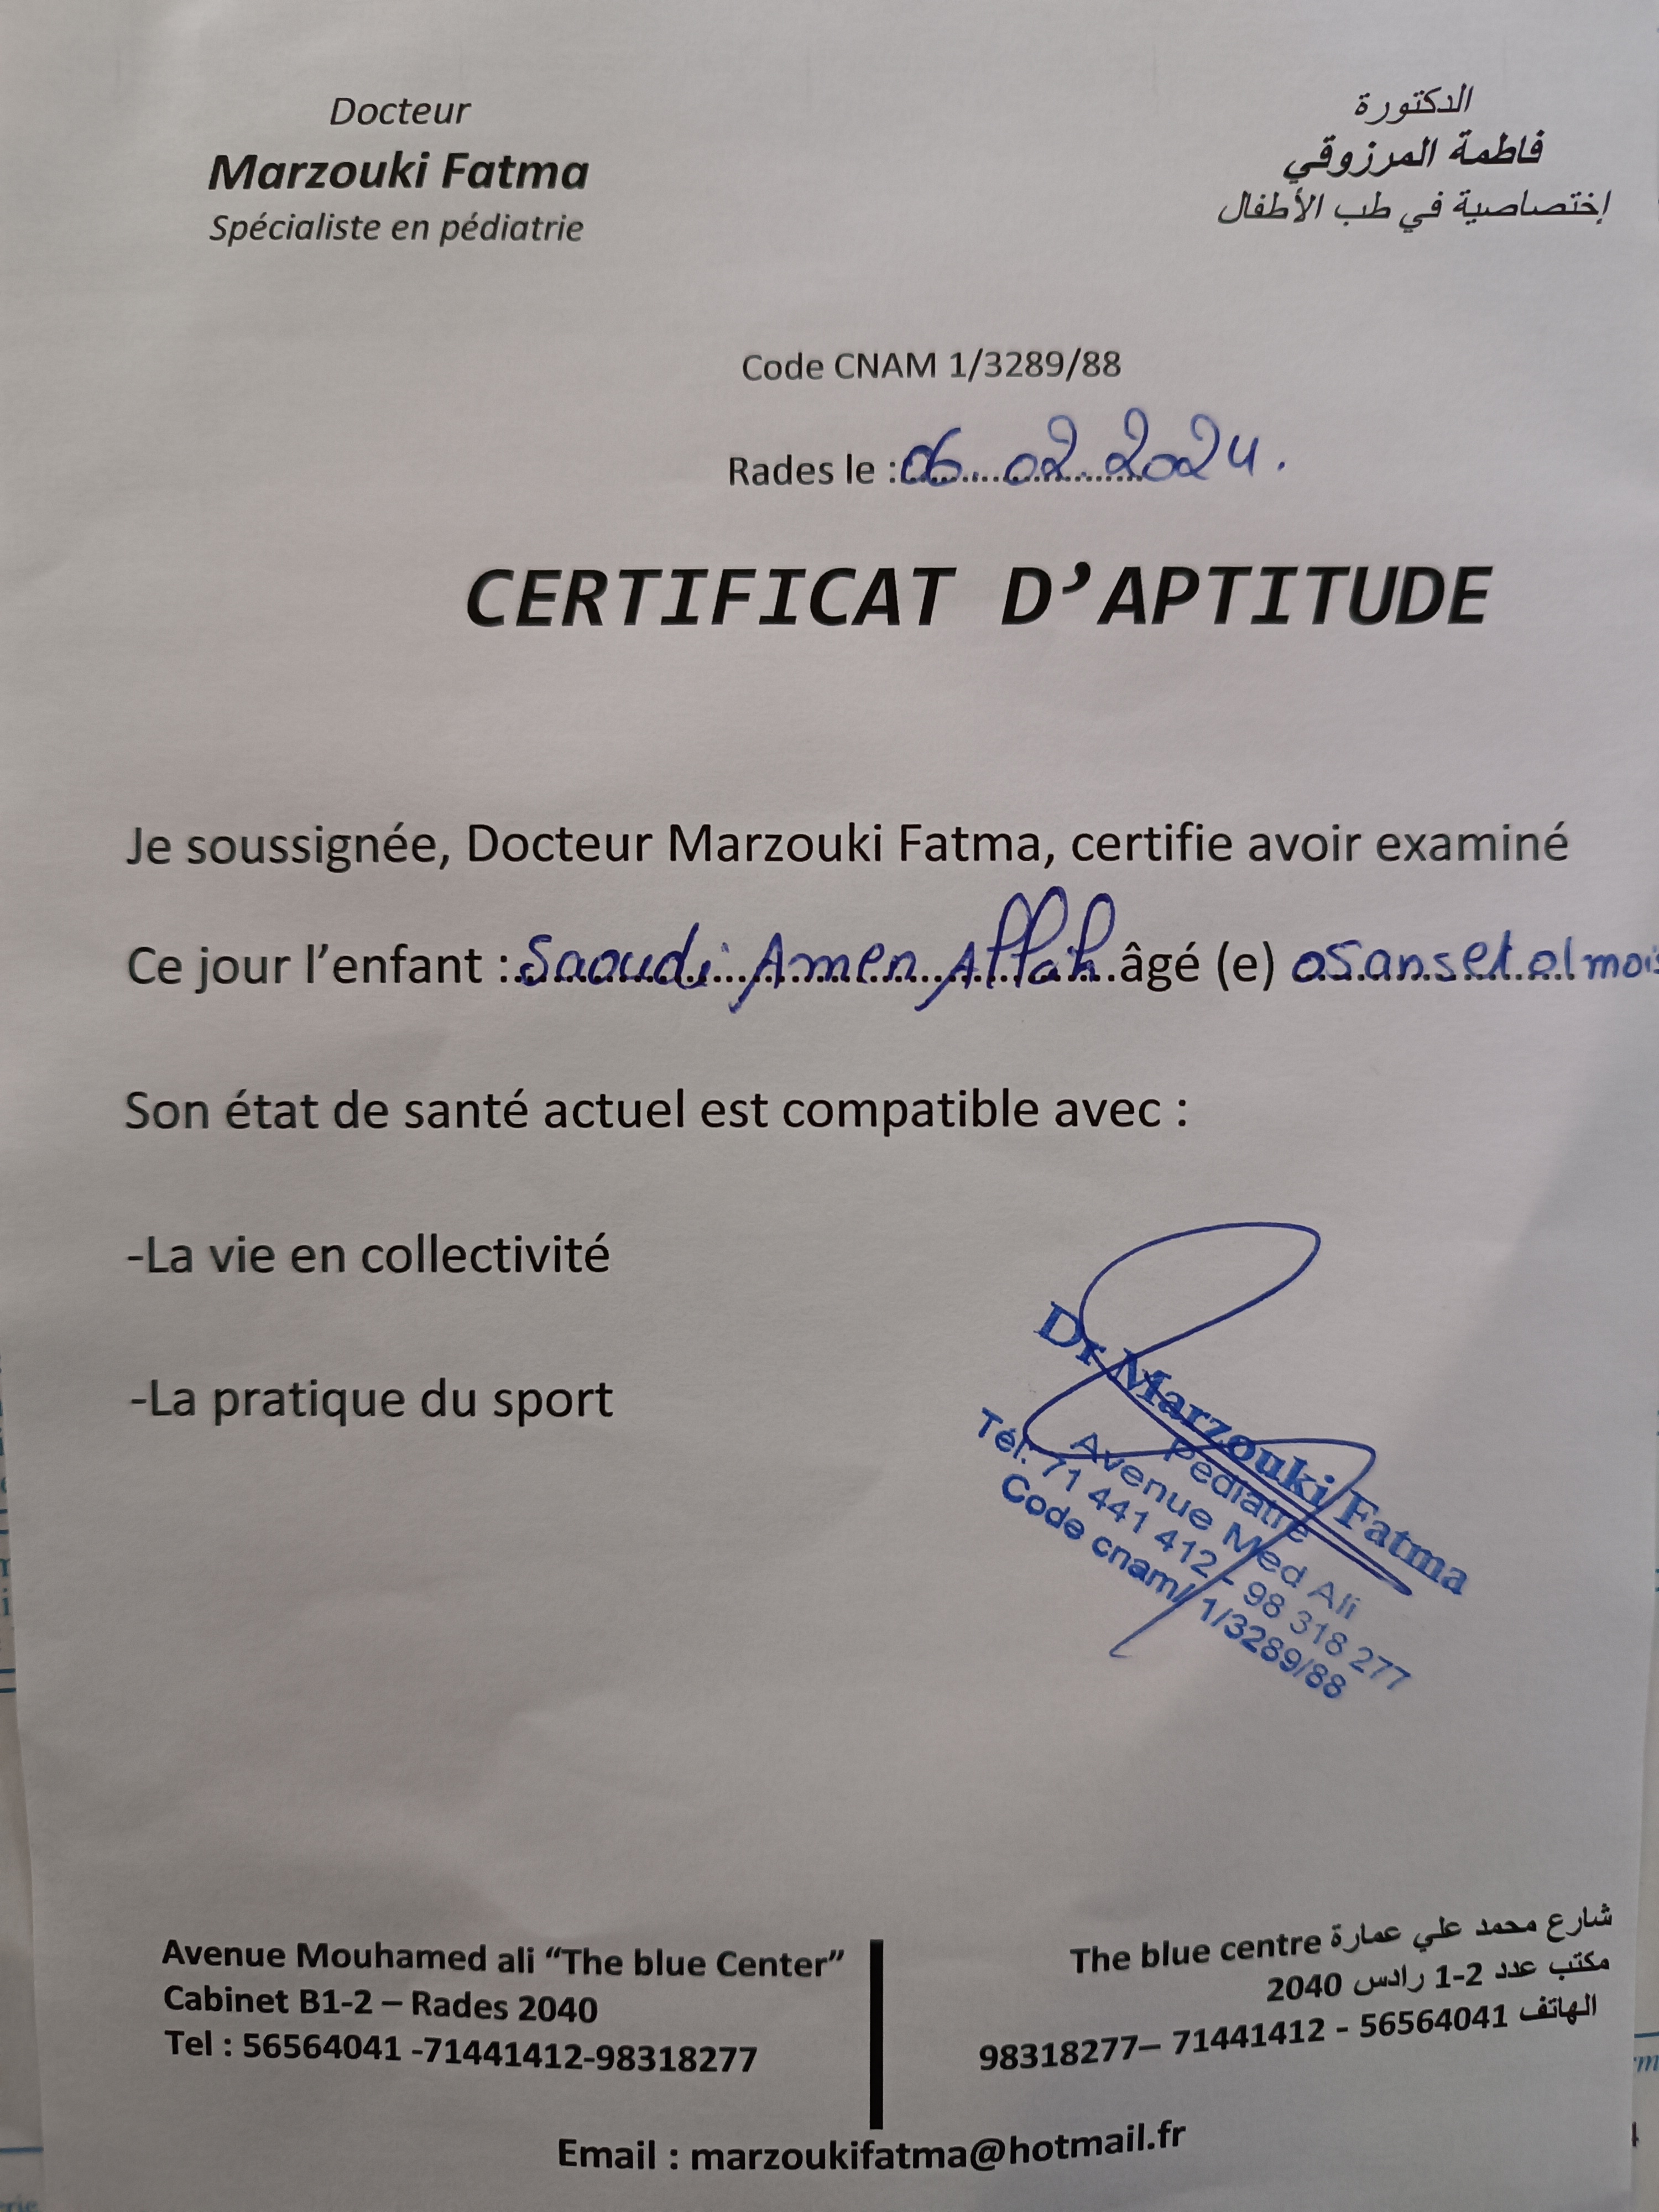 Docteur
Marzouki Fatma
Spécialiste en pédiatrie
الدكتورة
فاطمة المرزوقي
إختصاصية في طب الأطفال
Code CNAM 1/3289/88
Rades le : 06 02 2024.
CERTIFICAT D’APTITUDE
Je soussignée, Docteur Marzouki Fatma, certifie avoir examiné
Ce jour l’enfant : Saoudi Amen Allah âgé (e) 05 ans et 01 mois
Son état de santé actuel est compatible avec :
-La vie en collectivité
-La pratique du sport
Dr Marzouki Fatma
Pédiatre
Avenue Med Ali
Tél: 71 441 412 - 98 318 277
Code cnam/ 1/3289/88
Avenue Mouhamed ali “The blue Center”
Cabinet B1-2 – Rades 2040
Tel : 56564041 -71441412-98318277
شارع محمد علي عمارة The blue centre
مكتب عدد 2-1 رادس 2040
الهاتف 56564041 - 71441412 –98318277
Email : marzoukifatma@hotmail.fr